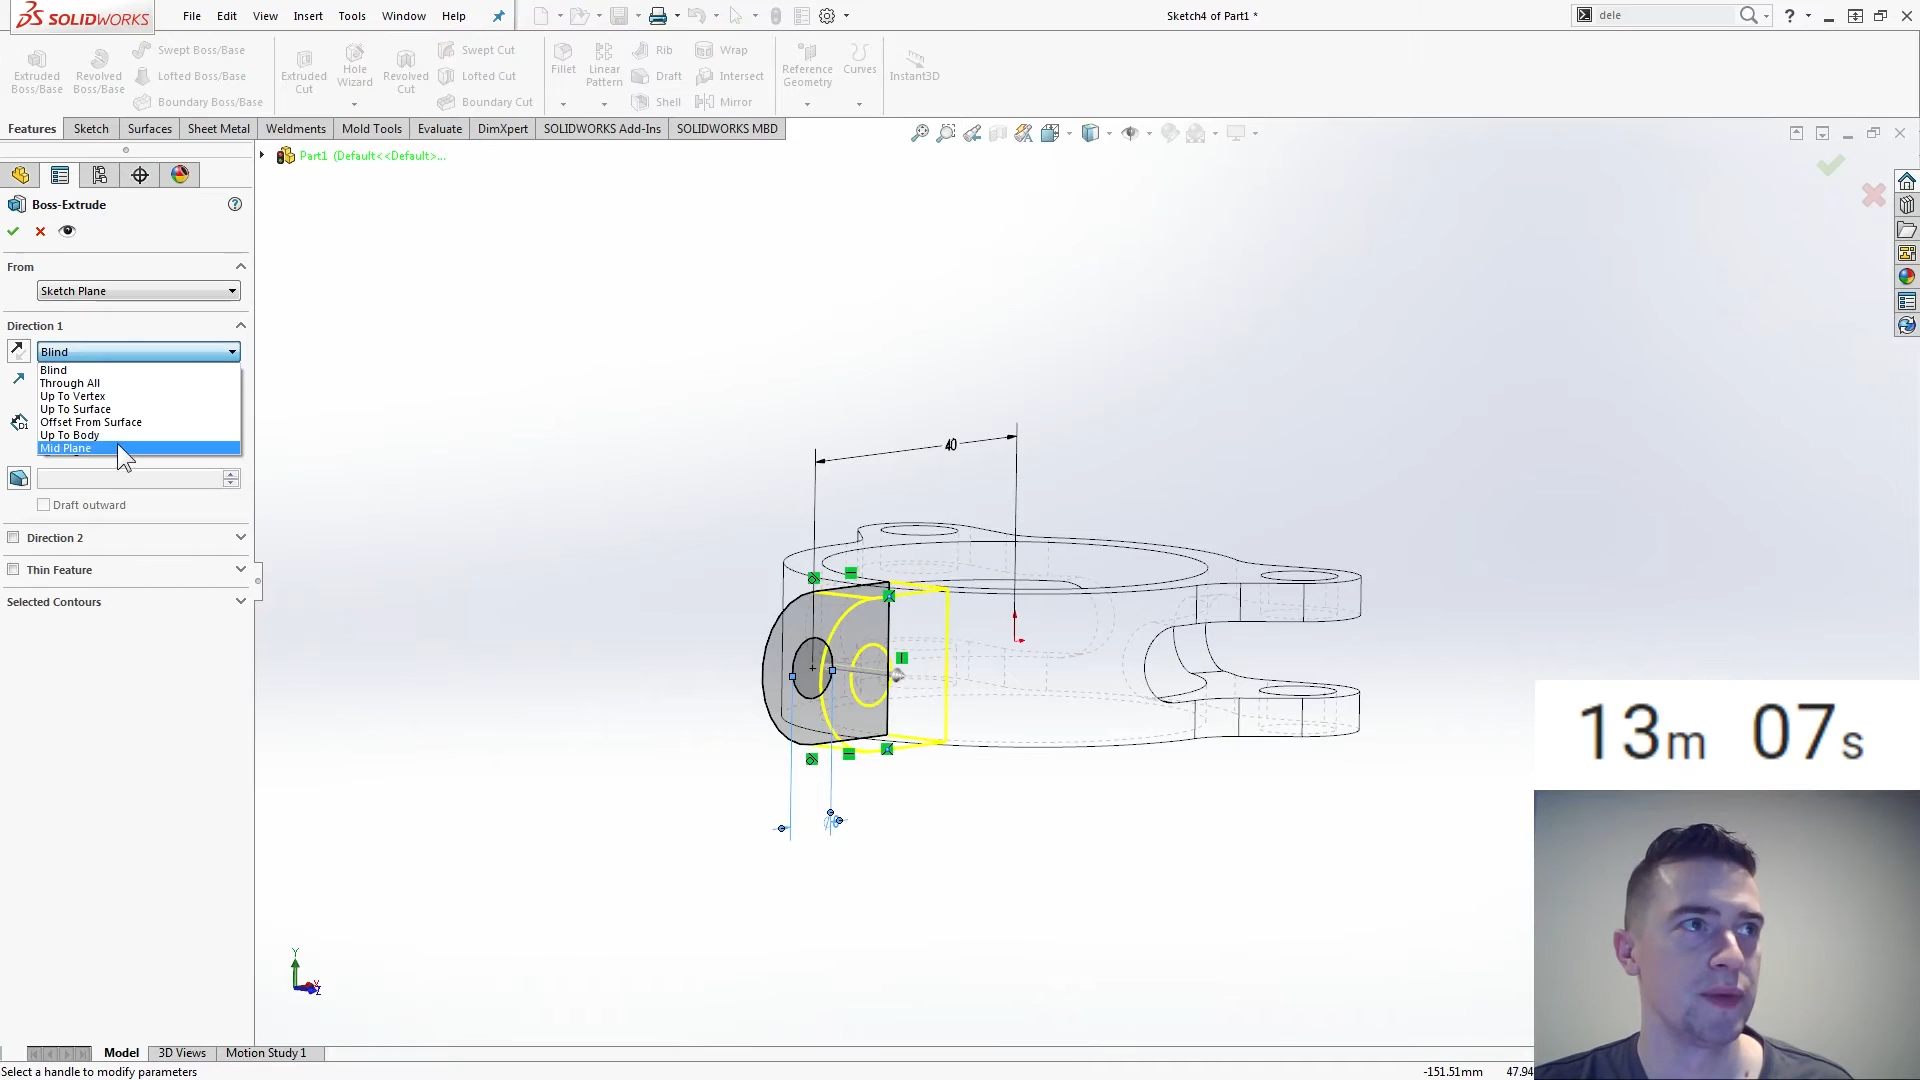 SOLIDWORKS
File Edit View Insert Tools Window Help
Sketch4 of Part1 *
dele
Extruded Boss/Base
Revolved Boss/Base
Swept Boss/Base
Lofted Boss/Base
Boundary Boss/Base
Extruded Cut
Hole Wizard
Revolved Cut
Swept Cut
Lofted Cut
Boundary Cut
Fillet
Linear Pattern
Rib
Draft
Shell
Wrap
Intersect
Mirror
Reference Geometry
Curves
Instant3D
Features Sketch Surfaces Sheet Metal Weldments Mold Tools Evaluate DimXpert SOLIDWORKS Add-Ins SOLIDWORKS MBD
Part1 (Default<<Default>...
Boss-Extrude
From
Sketch Plane
Direction 1
Blind
Blind
Through All
Up To Vertex
Up To Surface
Offset From Surface
Up To Body
Mid Plane
Draft outward
Direction 2
Thin Feature
Selected Contours
40
Y
13m 07s
Model 3D Views Motion Study 1
Select a handle to modify parameters
-151.51mm